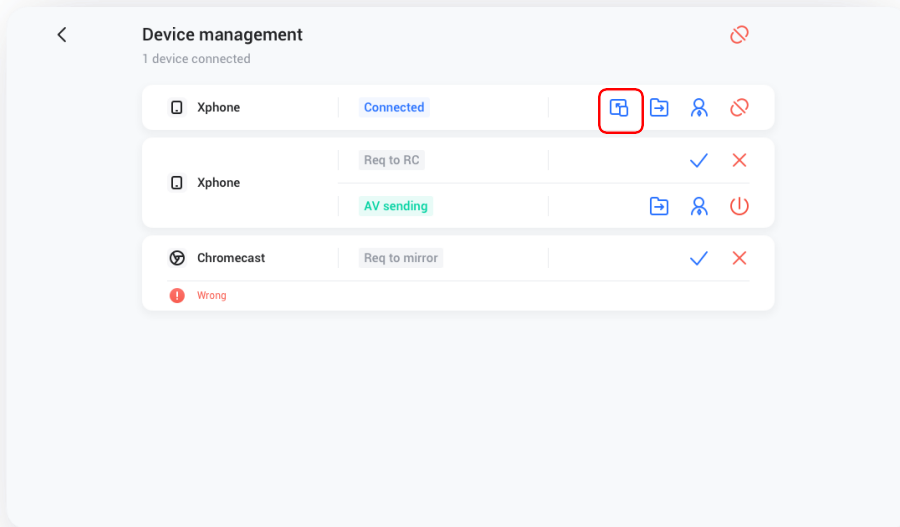 Device management
1 device connected
Xphone
Connected
Xphone
Req to RC
AV sending
Chromecast
Req to mirror
Wrong